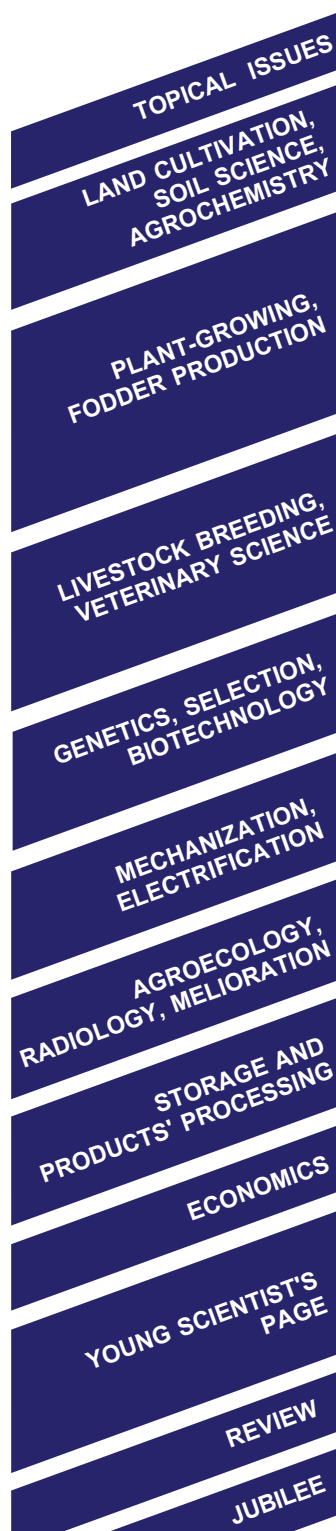 TOPICAL ISSUES
LAND CULTIVATION,
SOIL SCIENCE,
AGROCHEMISTRY
PLANT-GROWING,
FODDER PRODUCTION
LIVESTOCK BREEDING,
VETERINARY SCIENCE
GENETICS, SELECTION,
BIOTECHNOLOGY
MECHANIZATION,
ELECTRIFICATION
AGROECOLOGY,
RADIOLOGY, MELIORATION
STORAGE AND
PRODUCTS' PROCESSING
ECONOMICS
YOUNG SCIENTIST'S
PAGE
REVIEW
JUBILEE